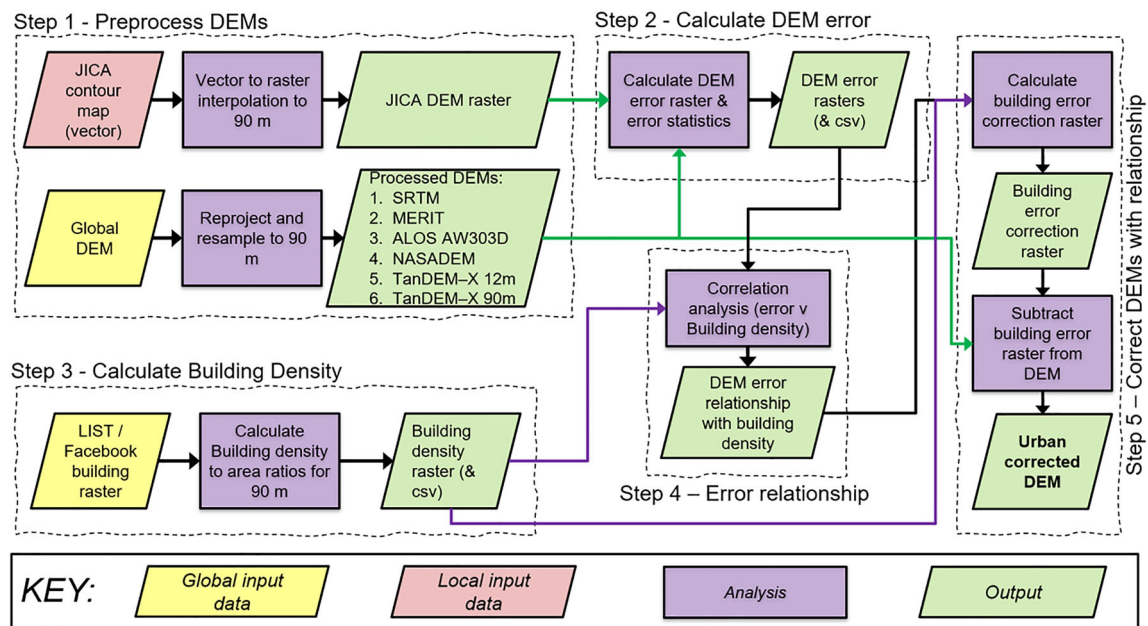 Step 1 - Preprocess DEMs
JICA
contour
map
(vector)
Vector to raster
interpolation to
90 m
JICA DEM raster
Global
DEM
Reproject and
resample to 90
m
Processed DEMs:
1. SRTM
2. MERIT
3. ALOS AW303D
4. NASADEM
5. TanDEM–X 12m
6. TanDEM–X 90m
Step 2 - Calculate DEM error
Calculate DEM
error raster &
error statistics
DEM error
rasters
(& csv)
Step 3 - Calculate Building Density
LIST /
Facebook
building
raster
Calculate
Building density
to area ratios for
90 m
Building
density
raster (&
csv)
Correlation
analysis (error v
Building density)
DEM error
relationship
with building
density
Step 4 – Error relationship
Calculate
building error
correction raster
Building
error
correction
raster
Subtract
building error
raster from
DEM
Urban
corrected
DEM
Step 5 – Correct DEMs with relationship
KEY:
Global input
data
Local input
data
Analysis
Output